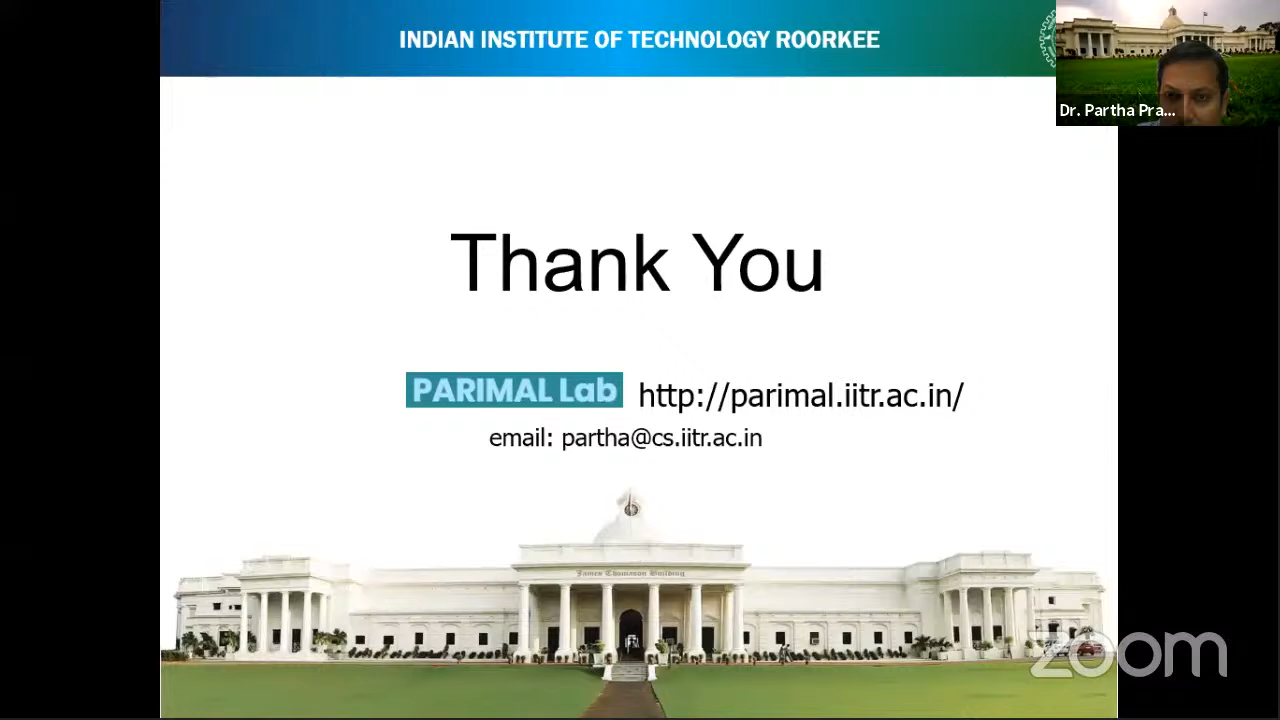 INDIAN INSTITUTE OF TECHNOLOGY ROORKEE
Dr. Partha Pra...
Thank You
PARIMAL Lab http://parimal.iitr.ac.in/
email: partha@cs.iitr.ac.in
James Thomason Building
zoom